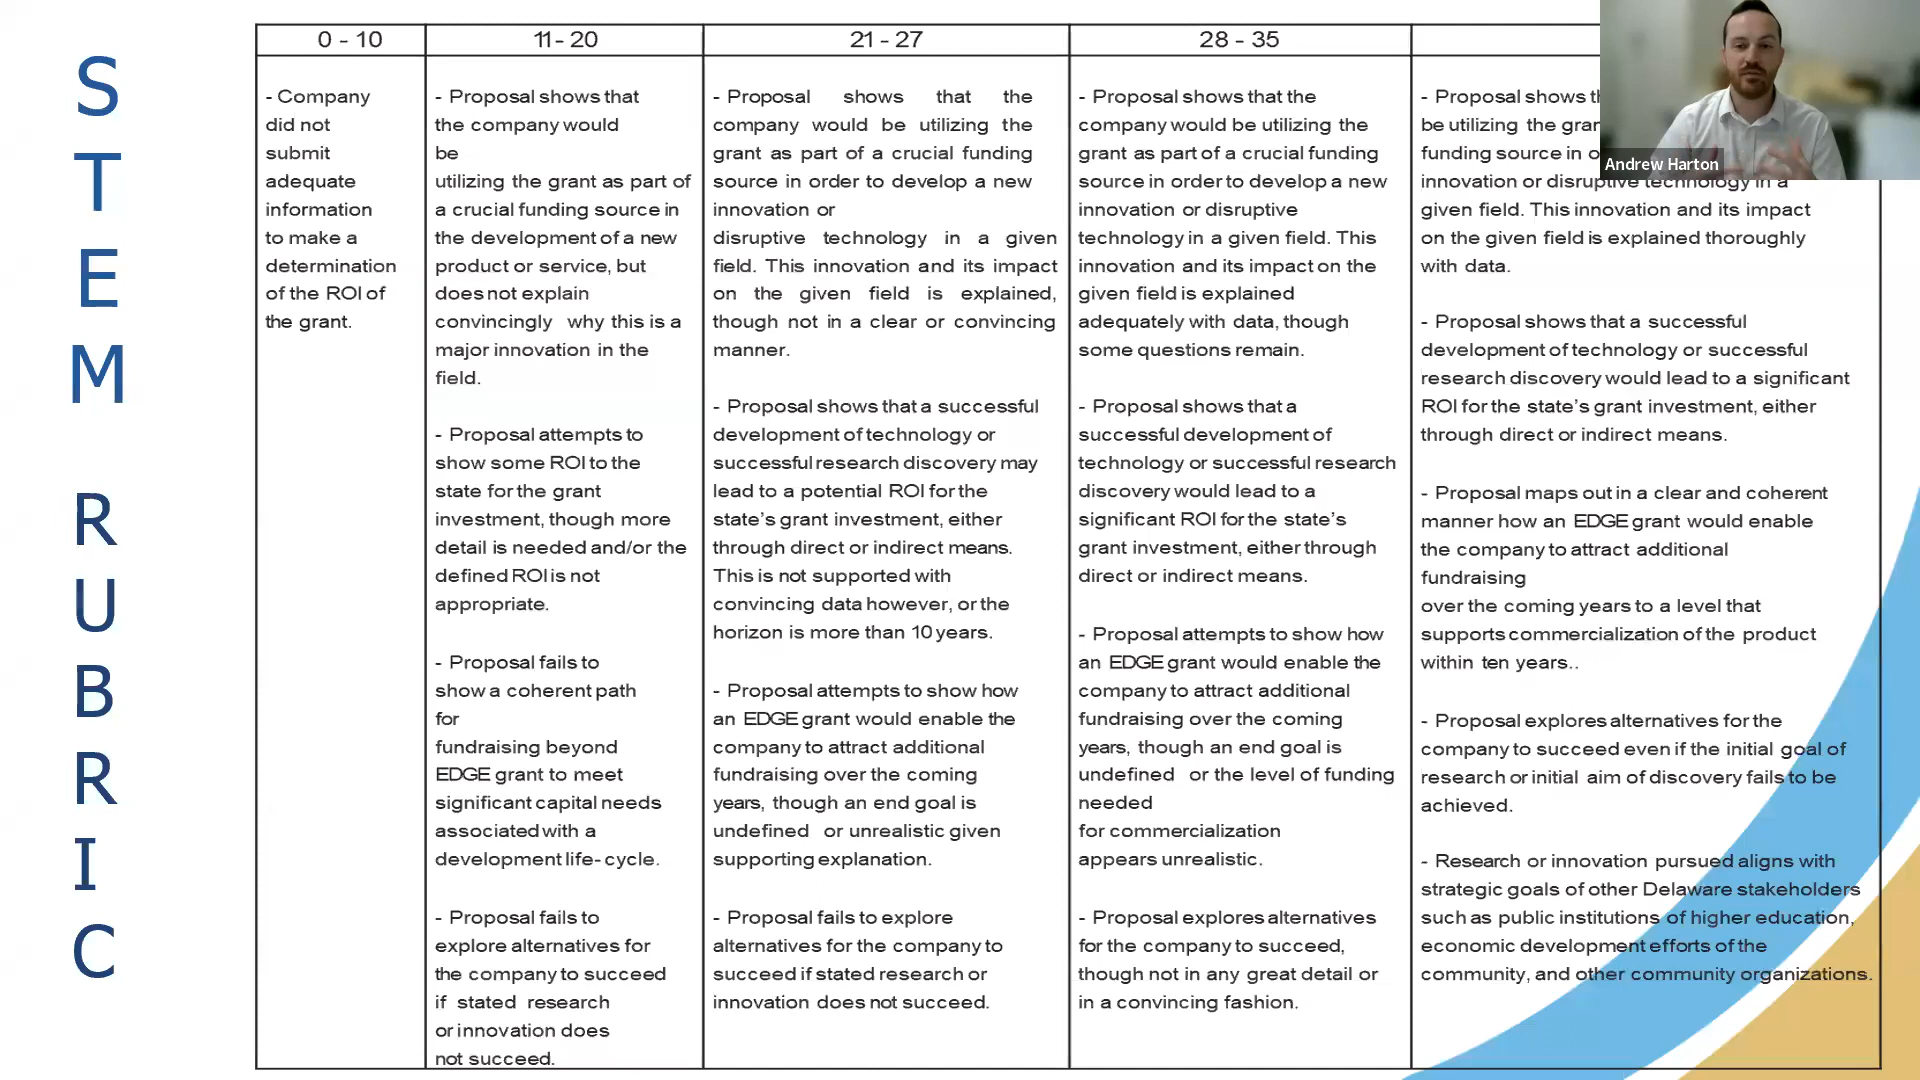 STEM RUBRIC
0 - 10
- Company
did not
submit
adequate
information
to make a
determination
of the ROI of
the grant.
11 - 20
- Proposal shows that
the company would
be
utilizing the grant as part of
a crucial funding source in
the development of a new
product or service, but
does not explain
convincingly why this is a
major innovation in the
field.
- Proposal attempts to
show some ROI to the
state for the grant
investment, though more
detail is needed and/or the
defined ROI is not
appropriate.
- Proposal fails to
show a coherent path
for
fundraising beyond
EDGE grant to meet
significant capital needs
associated with a
development life- cycle.
- Proposal fails to
explore alternatives for
the company to succeed
if stated research
or innovation does
not succeed.
21 - 27
- Proposal shows that the
company would be utilizing the
grant as part of a crucial funding
source in order to develop a new
innovation or
disruptive technology in a given
field. This innovation and its impact
on the given field is explained,
though not in a clear or convincing
manner.
- Proposal shows that a successful
development of technology or
successful research discovery may
lead to a potential ROI for the
state’s grant investment, either
through direct or indirect means.
This is not supported with
convincing data however, or the
horizon is more than 10 years.
- Proposal attempts to show how
an EDGE grant would enable the
company to attract additional
fundraising over the coming
years, though an end goal is
undefined or unrealistic given
supporting explanation.
- Proposal fails to explore
alternatives for the company to
succeed if stated research or
innovation does not succeed.
28 - 35
- Proposal shows that the
company would be utilizing the
grant as part of a crucial funding
source in order to develop a new
innovation or disruptive
technology in a given field. This
innovation and its impact on the
given field is explained
adequately with data, though
some questions remain.
- Proposal shows that a
successful development of
technology or successful research
discovery would lead to a
significant ROI for the state’s
grant investment, either through
direct or indirect means.
- Proposal attempts to show how
an EDGE grant would enable the
company to attract additional
fundraising over the coming
years, though an end goal is
undefined or the level of funding
needed
for commercialization
appears unrealistic.
- Proposal explores alternatives
for the company to succeed,
though not in any great detail or
in a convincing fashion.
- Proposal shows
be utilizing the
funding source in
innovation or disruptive technology in a
given field. This innovation and its impact
on the given field is explained thoroughly
with data.
- Proposal shows that a successful
development of technology or successful
research discovery would lead to a significant
ROI for the state’s grant investment, either
through direct or indirect means.
- Proposal maps out in a clear and coherent
manner how an EDGE grant would enable
the company to attract additional
fundraising
over the coming years to a level that
supports commercialization of the product
within ten years..
- Proposal explores alternatives for the
company to succeed even if the initial goal of
research or initial aim of discovery fails to be
achieved.
- Research or innovation pursued aligns with
strategic goals of other Delaware stakeholders
such as public institutions of higher education,
economic development efforts of the
community, and other community organizations.
Andrew Harton